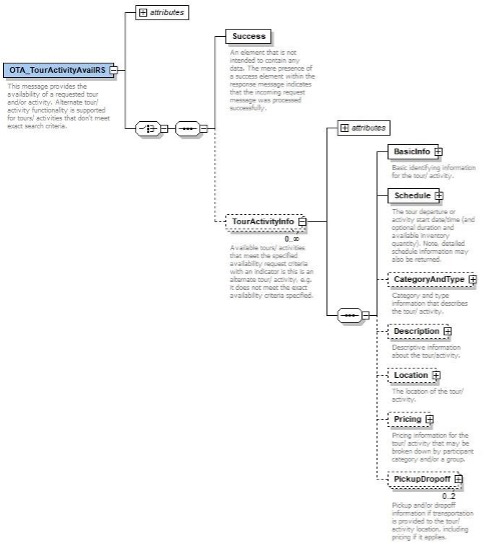 attributes
OTA_TourActivityAvailRS
This message provides the
availability of a requested tour
and/or activity. Alternate tour/
activity functionality is supported
for tours/ activities that don't meet
exact search criteria.
Success
An element that is not
intended to contain any
data. The mere presence of
a success element within the
response message indicates
that the incoming request
message was processed
successfully.
TourActivityInfo
0..∞
Available tours/ activities
that meet the specified
availability request criteria
with an indicator is this is an
alternate tour/ activity, e.g.
it does not meet the exact
availability criteria specified.
attributes
BasicInfo
Basic identifying information
for the tour/ activity.
Schedule
The tour departure or
activity start date/time (and
optional duration and
available inventory
quantity). Note, detailed
schedule information may
also be returned.
CategoryAndType
Category and type
information that describes
the tour/ activity.
Description
Descriptive information
about the tour/activity.
Location
The location of the tour/
activity.
Pricing
Pricing information for the
tour/ activity that may be
broken down by participant
category and/or a group.
PickupDropoff
0..2
Pickup and/or dropoff
information if transportation
is provided to the tour/
activity location, including
pricing if it applies.